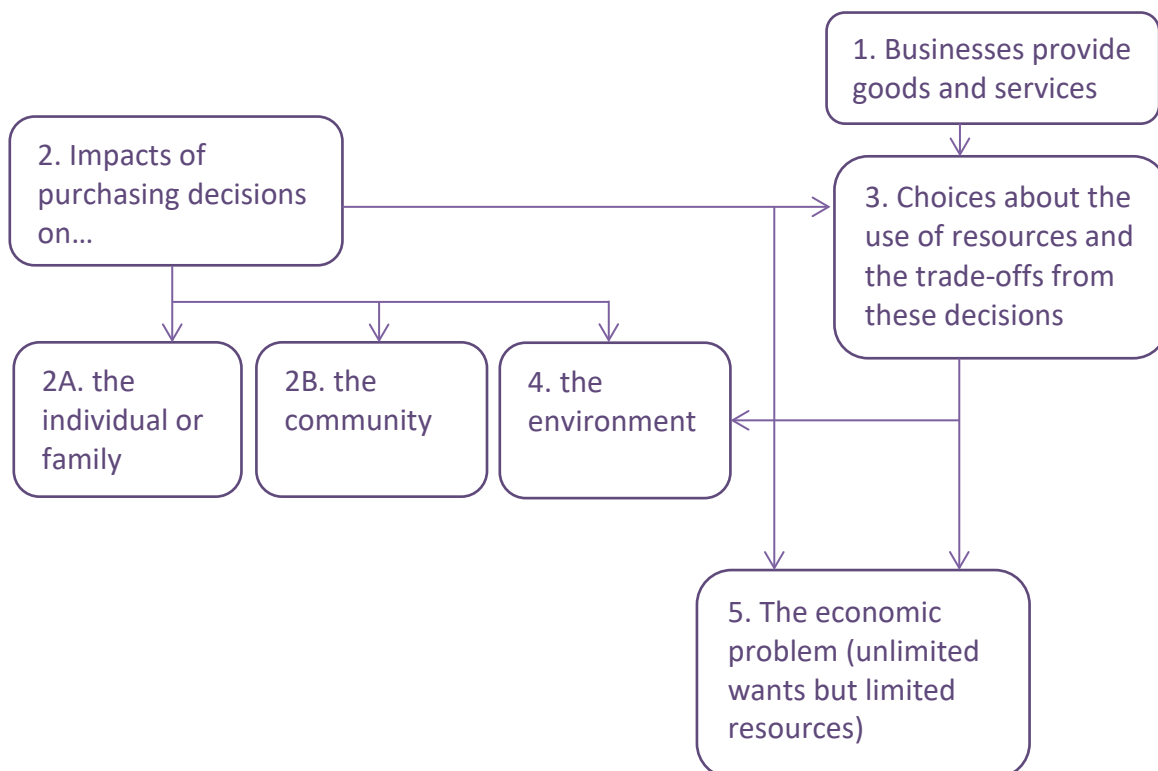 1. Businesses provide
goods and services
2. Impacts of
purchasing decisions
on…
3. Choices about the
use of resources and
the trade-offs from
these decisions
2A. the
individual or
family
2B. the
community
4. the
environment
5. The economic
problem (unlimited
wants but limited
resources)